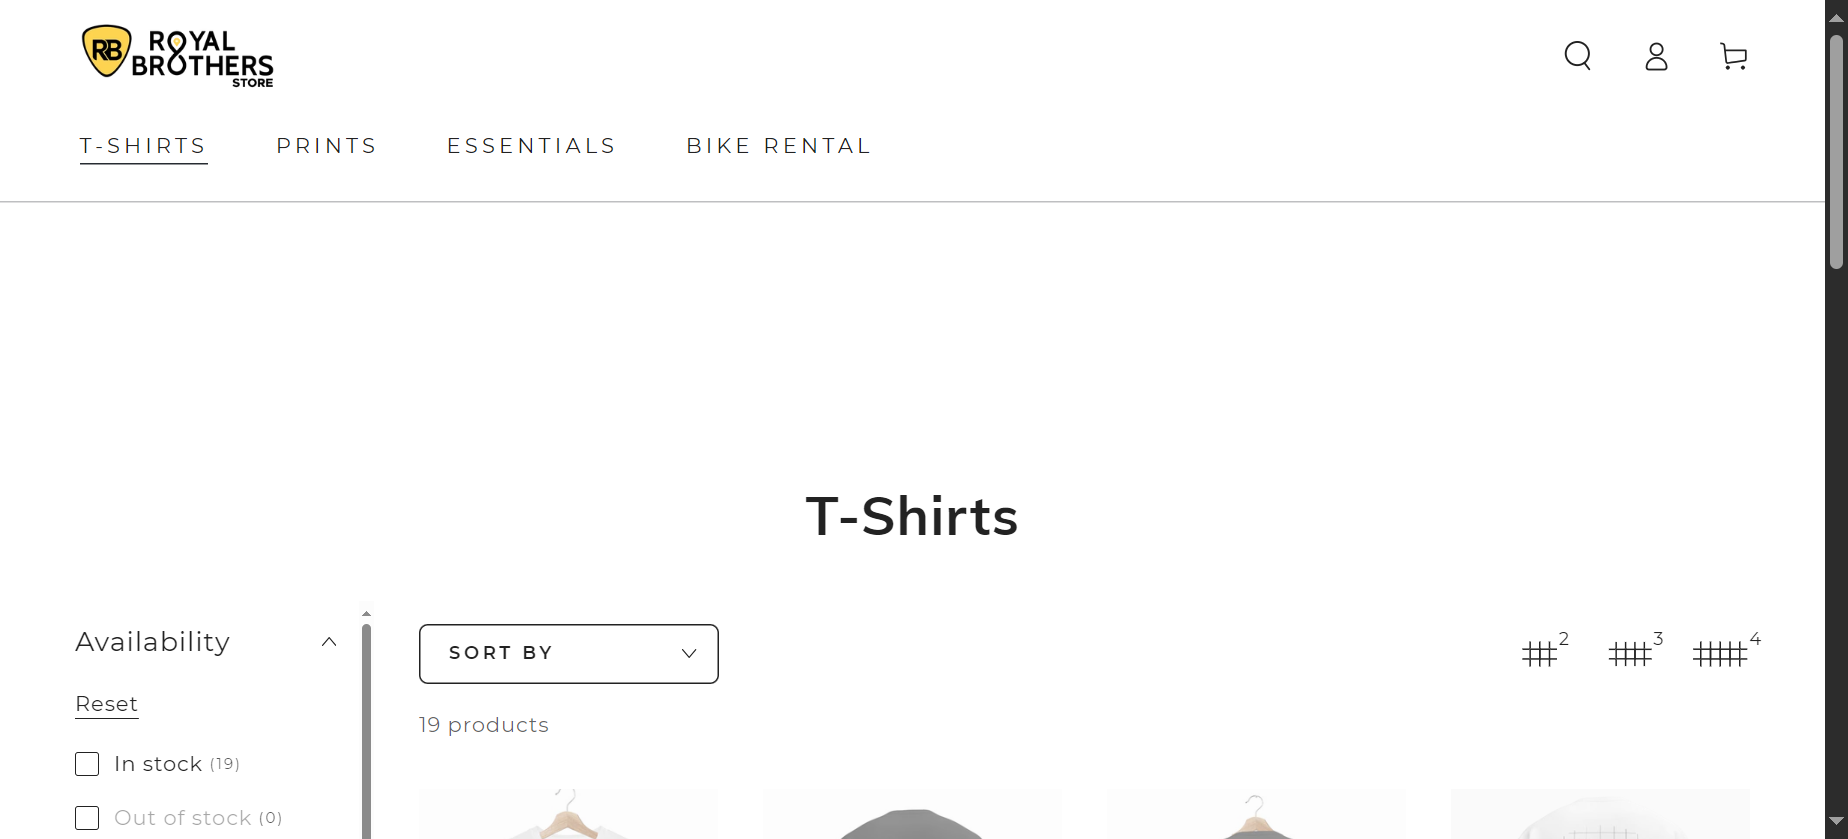 RB ROYAL
BROTHERS
STORE
T-SHIRTS PRINTS ESSENTIALS BIKE RENTAL
T-Shirts
Availability
Reset
In stock (19)
Out of stock (0)
SORT BY
2 3 4
19 products